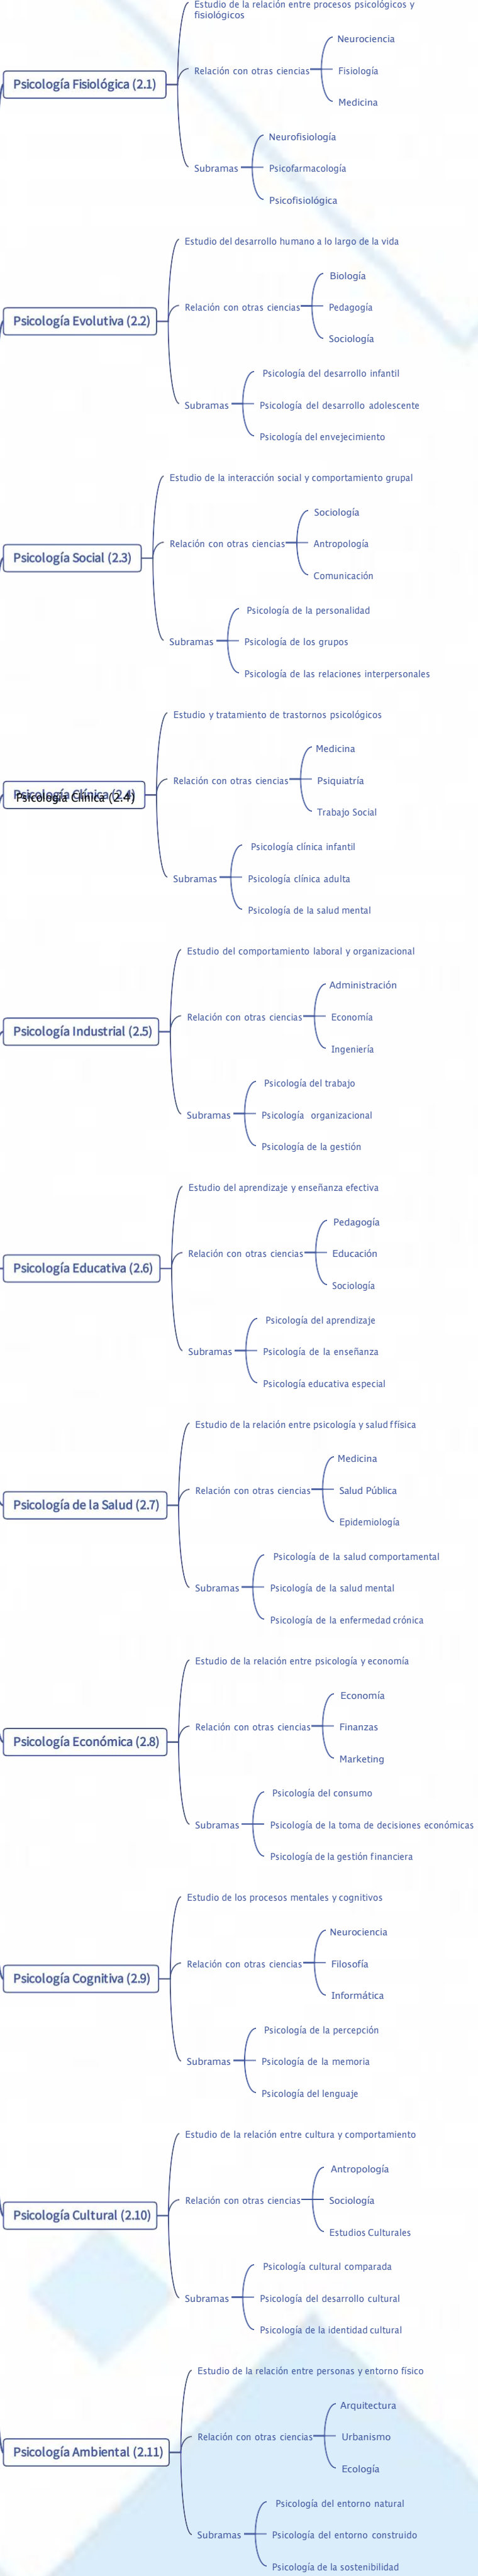 Estudio de la relación entre procesos psicológicos y
fisiológicos
Neurociencia
Psicología Fisiológica (2.1)
Relación con otras ciencias
Fisiología
Medicina
Neurofisiología
Subramas
Psicofarmacología
Psicofisiológica
Estudio del desarrollo humano a lo largo de la vida
Biología
Psicología Evolutiva (2.2)
Relación con otras ciencias
Pedagogía
Sociología
Psicología del desarrollo infantil
Subramas
Psicología del desarrollo adolescente
Psicología del envejecimiento
Estudio de la interacción social y comportamiento grupal
Sociología
Psicología Social (2.3)
Relación con otras ciencias
Antropología
Comunicación
Psicología de la personalidad
Subramas
Psicología de los grupos
Psicología de las relaciones interpersonales
Estudio y tratamiento de trastornos psicológicos
Medicina
Psicología Clínica (2.4)
Relación con otras ciencias
Psiquiatría
Trabajo Social
Psicología clínica infantil
Subramas
Psicología clínica adulta
Psicología de la salud mental
Estudio del comportamiento laboral y organizacional
Administración
Psicología Industrial (2.5)
Relación con otras ciencias
Economía
Ingeniería
Psicología del trabajo
Subramas
Psicología organizacional
Psicología de la gestión
Estudio del aprendizaje y enseñanza efectiva
Pedagogía
Psicología Educativa (2.6)
Relación con otras ciencias
Educación
Sociología
Psicología del aprendizaje
Subramas
Psicología de la enseñanza
Psicología educativa especial
Estudio de la relación entre psicología y salud ffísica
Medicina
Psicología de la Salud (2.7)
Relación con otras ciencias
Salud Pública
Epidemiología
Psicología de la salud comportamental
Subramas
Psicología de la salud mental
Psicología de la enfermedad crónica
Estudio de la relación entre psicología y economía
Economía
Psicología Económica (2.8)
Relación con otras ciencias
Finanzas
Marketing
Psicología del consumo
Subramas
Psicología de la toma de decisiones económicas
Psicología de la gestión financiera
Estudio de los procesos mentales y cognitivos
Neurociencia
Psicología Cognitiva (2.9)
Relación con otras ciencias
Filosofía
Informática
Psicología de la percepción
Subramas
Psicología de la memoria
Psicología del lenguaje
Estudio de la relación entre cultura y comportamiento
Antropología
Psicología Cultural (2.10)
Relación con otras ciencias
Sociología
Estudios Culturales
Psicología cultural comparada
Subramas
Psicología del desarrollo cultural
Psicología de la identidad cultural
Estudio de la relación entre personas y entorno físico
Arquitectura
Psicología Ambiental (2.11)
Relación con otras ciencias
Urbanismo
Ecología
Psicología del entorno natural
Subramas
Psicología del entorno construido
Psicología de la sostenibilidad